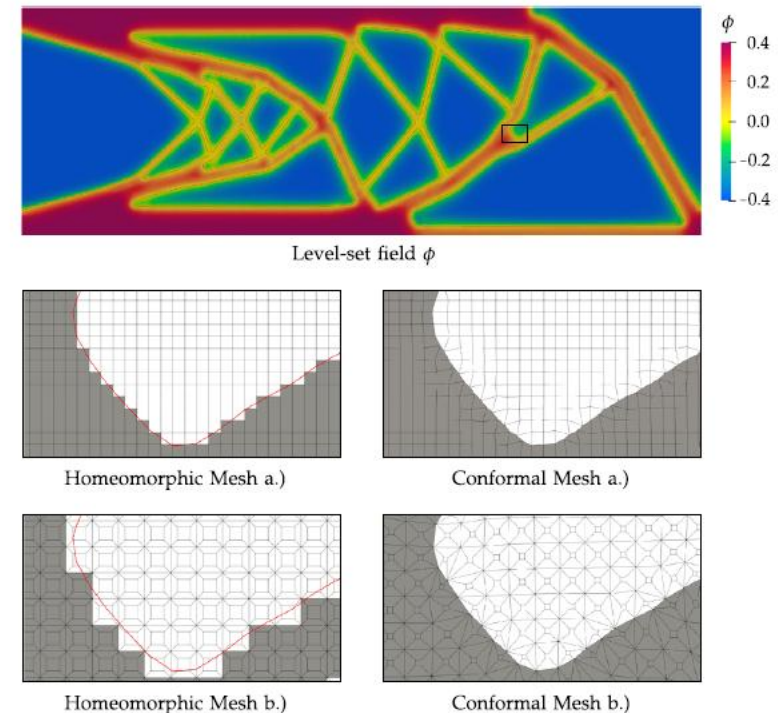 ϕ
0.4
0.2
0.0
−0.2
−0.4
Level-set field ϕ
Homeomorphic Mesh a.)
Conformal Mesh a.)
Homeomorphic Mesh b.)
Conformal Mesh b.)